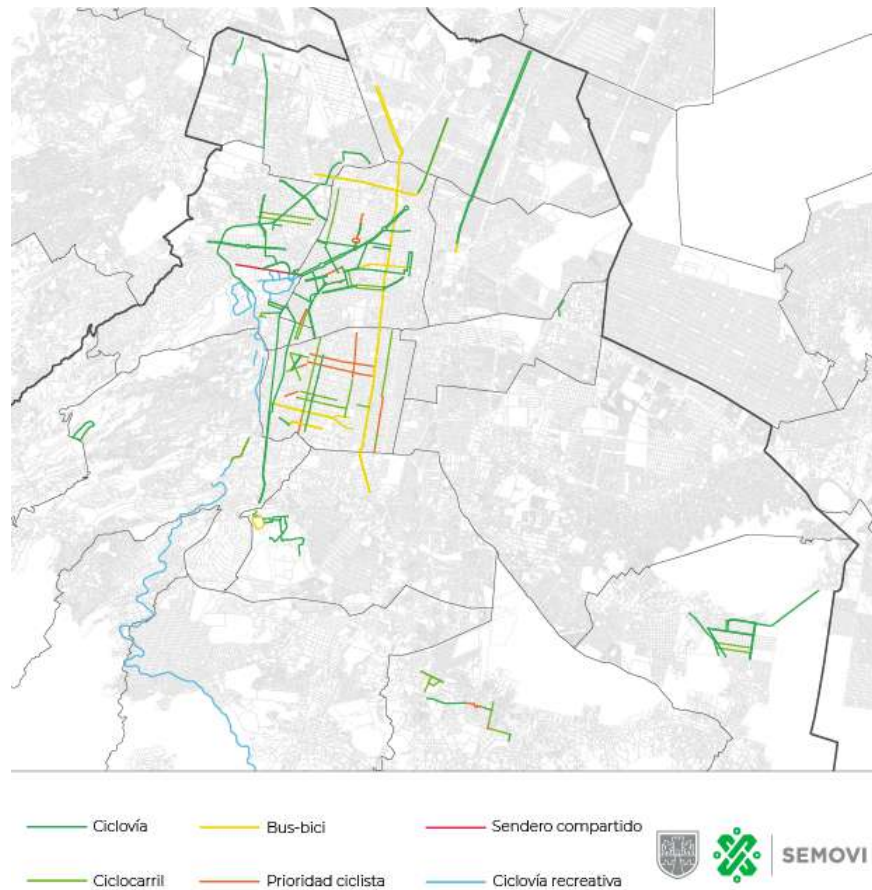 Ciclovía
Bus-bici
Sendero compartido
SEMOVI
Ciclocarril
Prioridad ciclista
Ciclovía recreativa